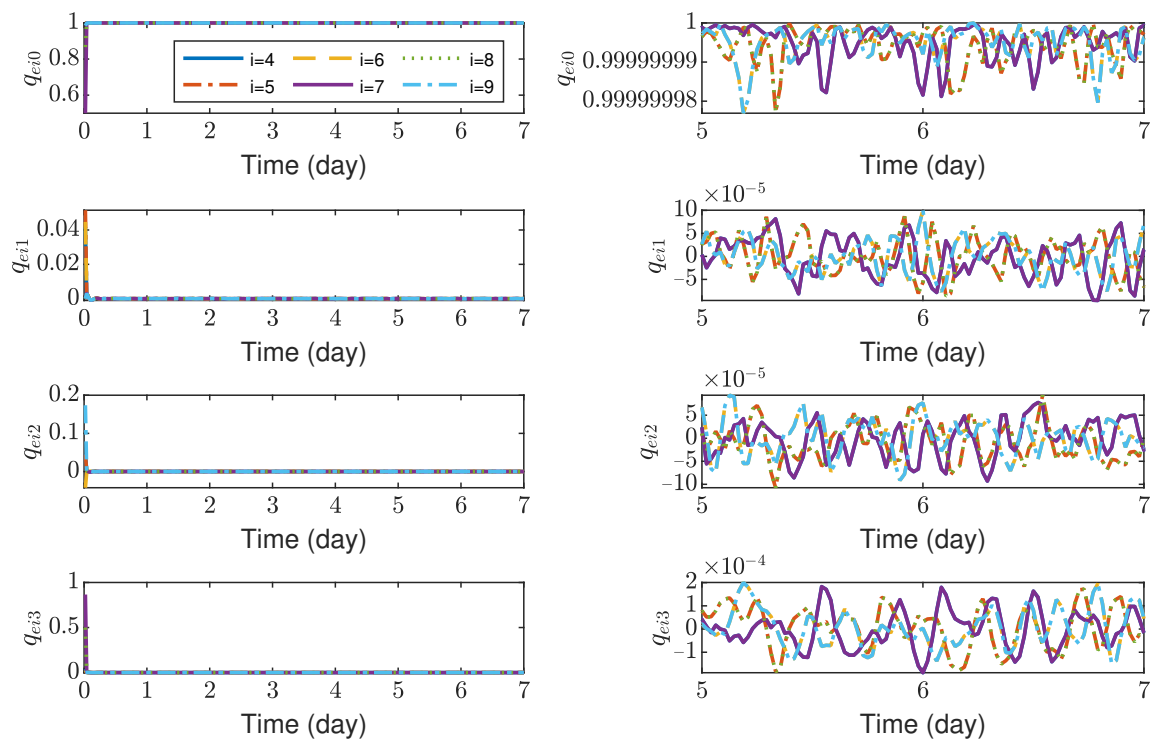 1
0.8
0.6
q_{ei0}
i=4 i=6 i=8
i=5 i=7 i=9
0 1 2 3 4 5 6 7
Time (day)
1
0.99999999
0.99999998
q_{ei0}
5 6 7
Time (day)
0.04
0.02
0
q_{ei1}
0 1 2 3 4 5 6 7
Time (day)
×10⁻⁵
10
5
0
−5
q_{ei1}
5 6 7
Time (day)
0.2
0.1
0
q_{ei2}
0 1 2 3 4 5 6 7
Time (day)
×10⁻⁵
5
0
−5
−10
q_{ei2}
5 6 7
Time (day)
1
0.5
0
q_{ei3}
0 1 2 3 4 5 6 7
Time (day)
×10⁻⁴
2
1
0
−1
q_{ei3}
5 6 7
Time (day)